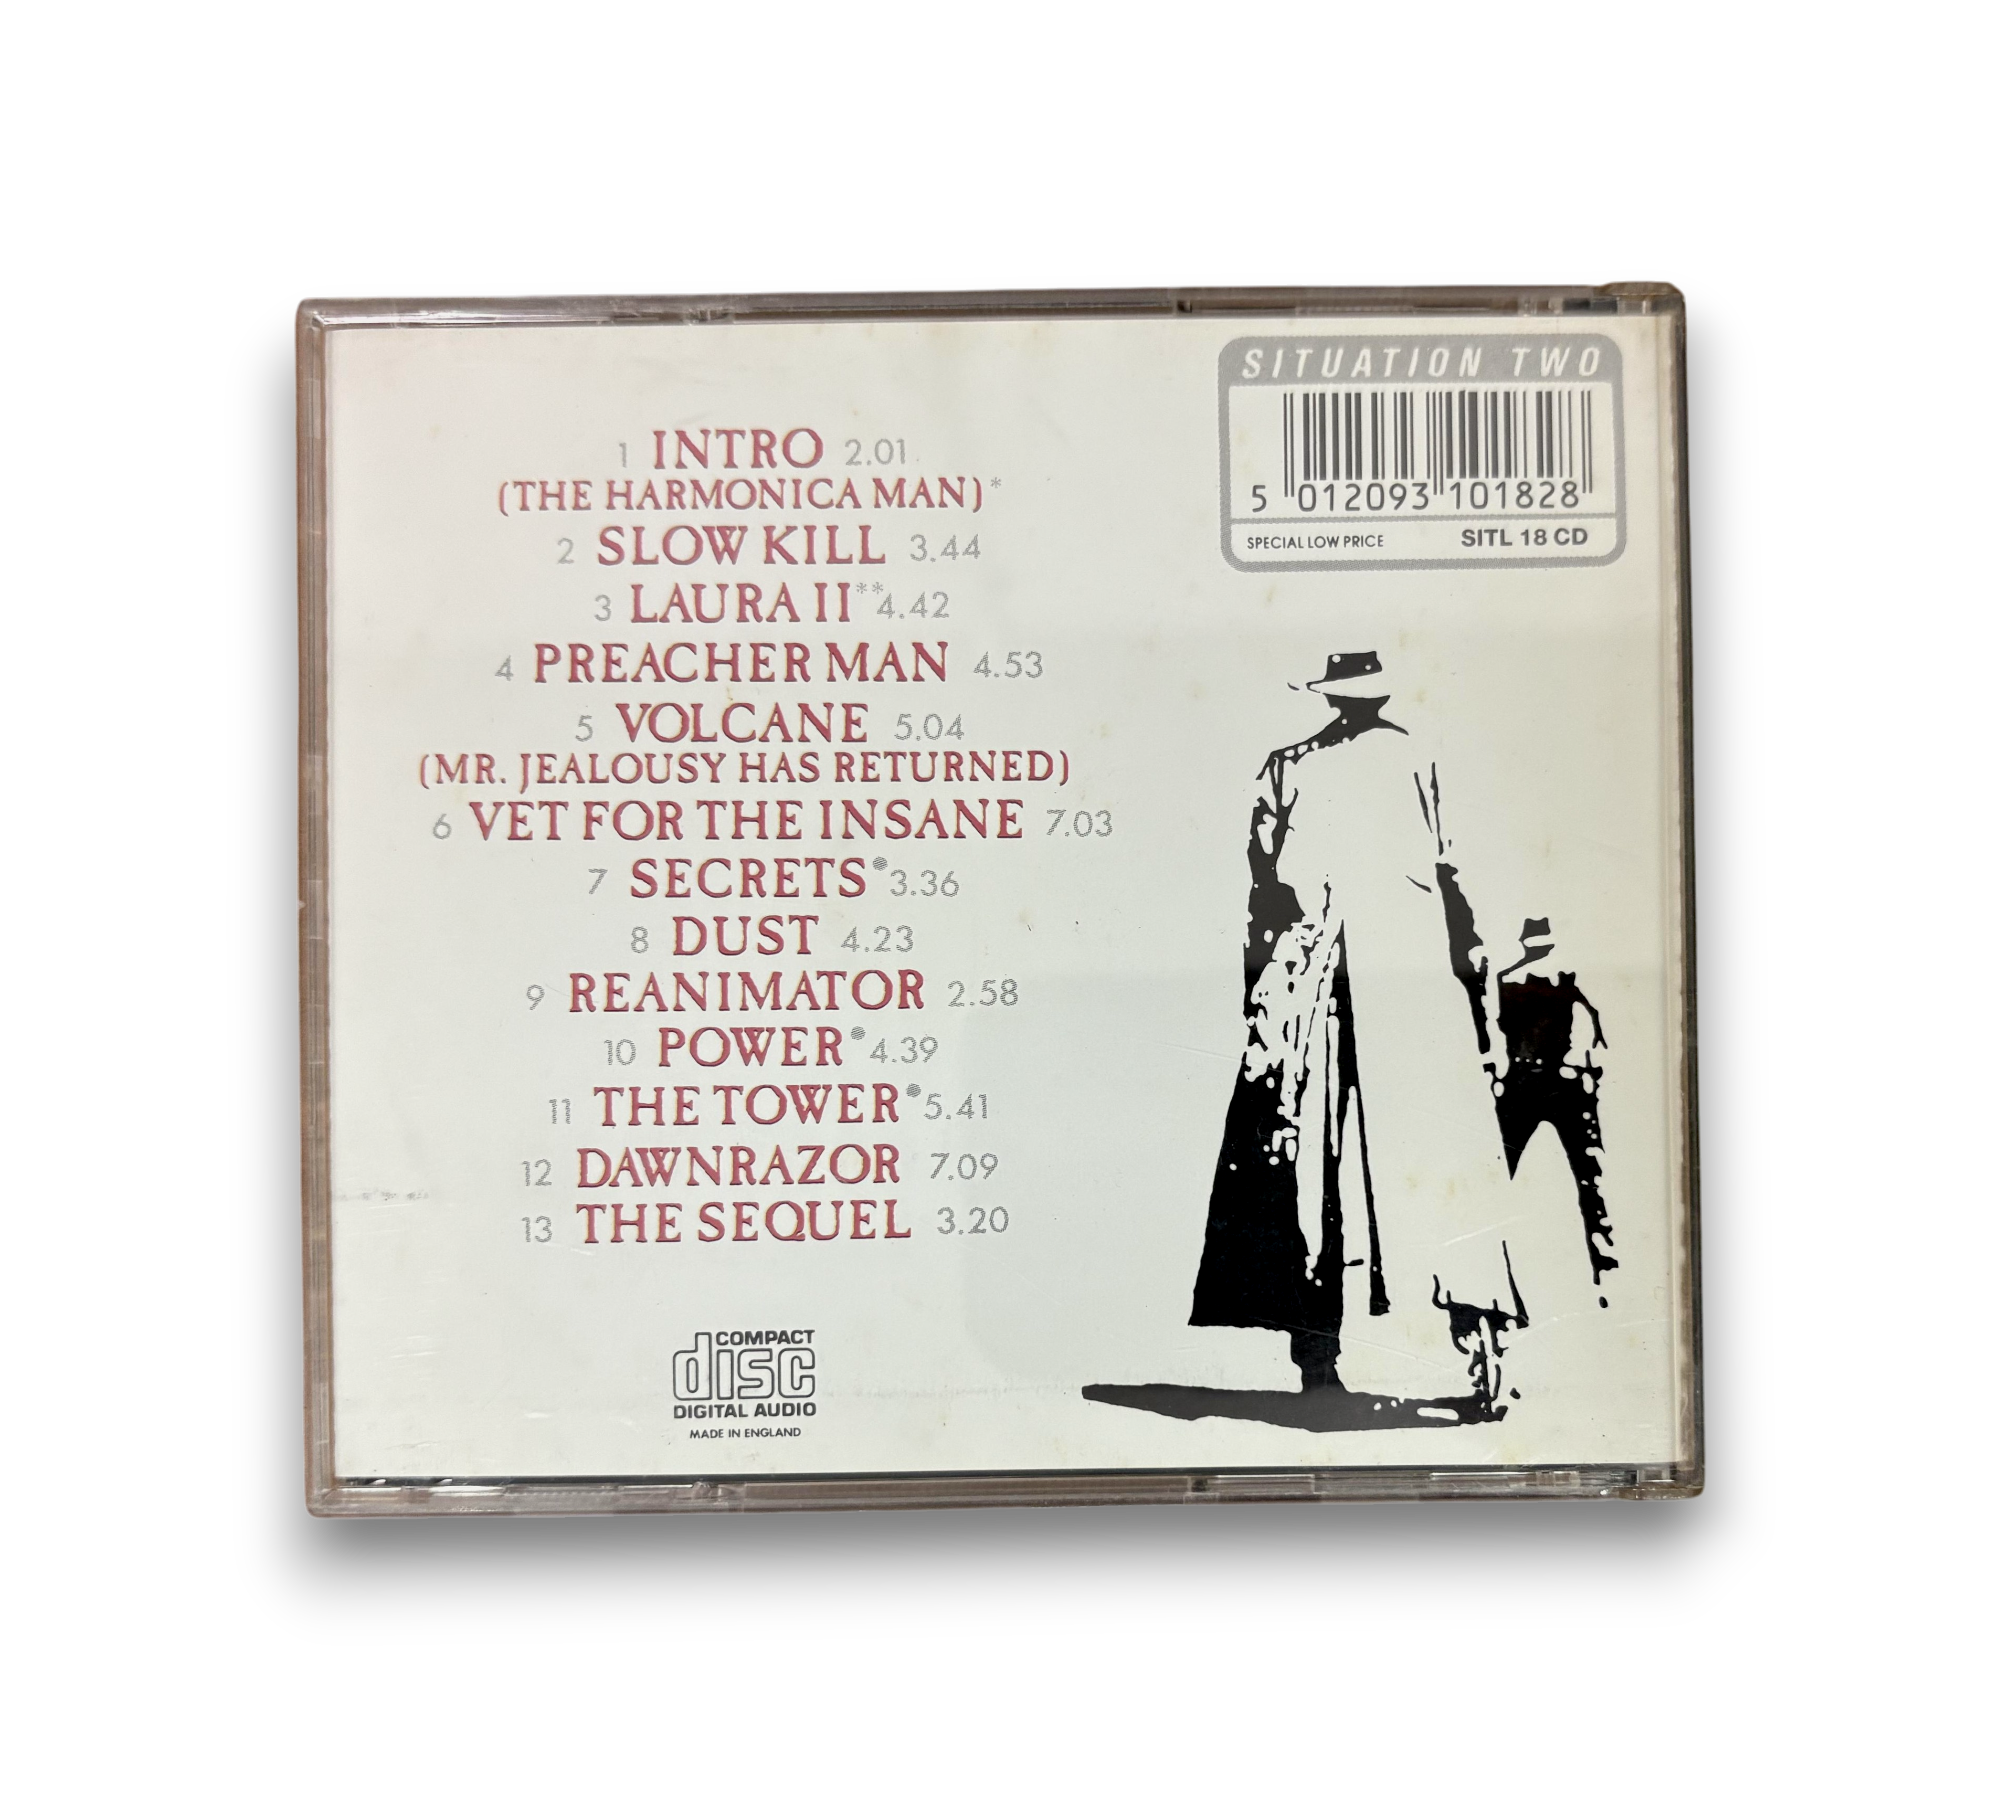 SITUATION TWO
5 012093 101828
SPECIAL LOW PRICE SITL 18 CD
1 INTRO 2.01
(THE HARMONICA MAN)*
2 SLOW KILL 3.44
3 LAURA II** 4.42
4 PREACHER MAN 4.53
5 VOLCANE 5.04
(MR. JEALOUSY HAS RETURNED)
6 VET FOR THE INSANE 7.03
7 SECRETS• 3.36
8 DUST 4.23
9 REANIMATOR 2.58
10 POWER• 4.39
11 THE TOWER• 5.41
12 DAWNRAZOR 7.09
13 THE SEQUEL 3.20
COMPACT
disc
DIGITAL AUDIO
MADE IN ENGLAND